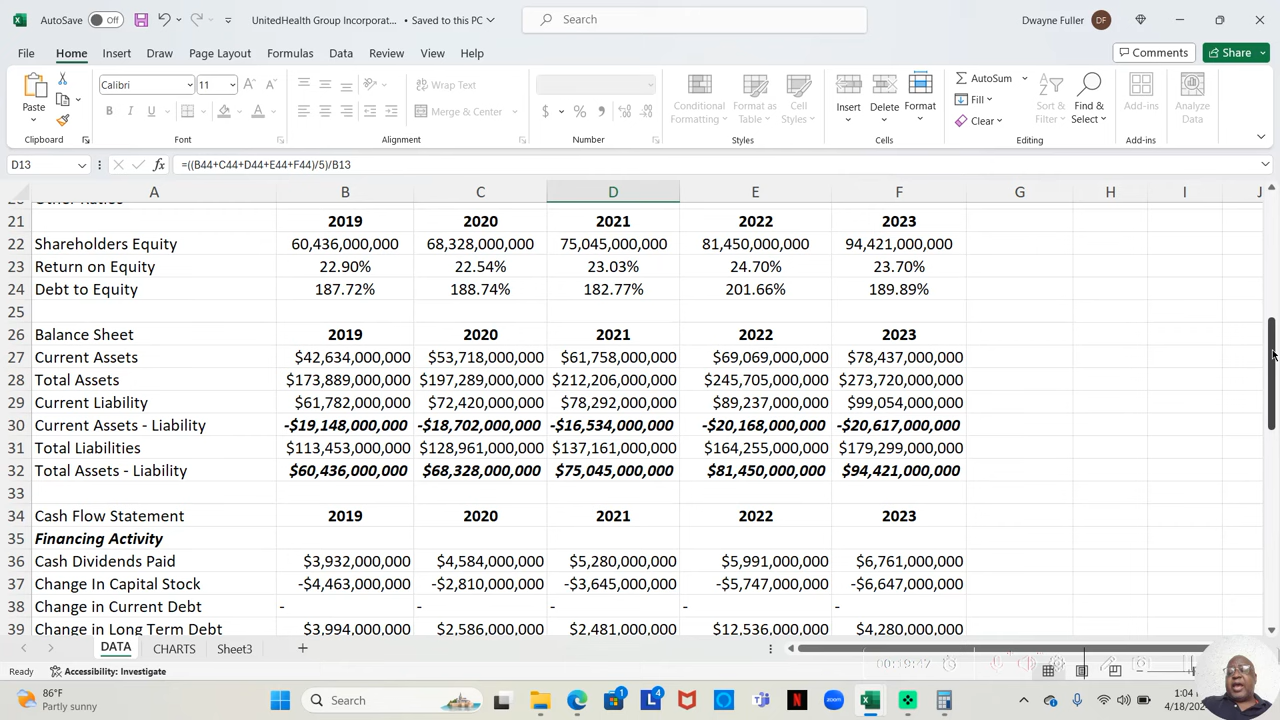 AutoSave Off UnitedHealth Group Incorporat... • Saved to this PC Search Dwayne Fuller DF
File Home Insert Draw Page Layout Formulas Data Review View Help Comments Share
Paste Calibri 11 Wrap Text Merge & Center Conditional Formatting Format as Table Cell Styles Insert Delete Format AutoSum Fill Clear Sort & Filter Find & Select Add-ins Analyze Data
Clipboard Font Alignment Number Styles Cells Editing Add-ins
D13 fx =((B44+C44+D44+E44+F44)/5)/B13
A B C D E F G H I J
21 2019 2020 2021 2022 2023
22 Shareholders Equity 60,436,000,000 68,328,000,000 75,045,000,000 81,450,000,000 94,421,000,000
23 Return on Equity 22.90% 22.54% 23.03% 24.70% 23.70%
24 Debt to Equity 187.72% 188.74% 182.77% 201.66% 189.89%
25
26 Balance Sheet 2019 2020 2021 2022 2023
27 Current Assets $42,634,000,000 $53,718,000,000 $61,758,000,000 $69,069,000,000 $78,437,000,000
28 Total Assets $173,889,000,000 $197,289,000,000 $212,206,000,000 $245,705,000,000 $273,720,000,000
29 Current Liability $61,782,000,000 $72,420,000,000 $78,292,000,000 $89,237,000,000 $99,054,000,000
30 Current Assets - Liability -$19,148,000,000 -$18,702,000,000 -$16,534,000,000 -$20,168,000,000 -$20,617,000,000
31 Total Liabilities $113,453,000,000 $128,961,000,000 $137,161,000,000 $164,255,000,000 $179,299,000,000
32 Total Assets - Liability $60,436,000,000 $68,328,000,000 $75,045,000,000 $81,450,000,000 $94,421,000,000
33
34 Cash Flow Statement 2019 2020 2021 2022 2023
35 Financing Activity
36 Cash Dividends Paid $3,932,000,000 $4,584,000,000 $5,280,000,000 $5,991,000,000 $6,761,000,000
37 Change In Capital Stock -$4,463,000,000 -$2,810,000,000 -$3,645,000,000 -$5,747,000,000 -$6,647,000,000
38 Change in Current Debt - - - - -
39 Change in Long Term Debt $3,994,000,000 $2,586,000,000 $2,481,000,000 $12,536,000,000 $4,280,000,000
DATA CHARTS Sheet3
Ready Accessibility: Investigate 00:19:47
86°F Partly sunny Search 1:04
4/18/202